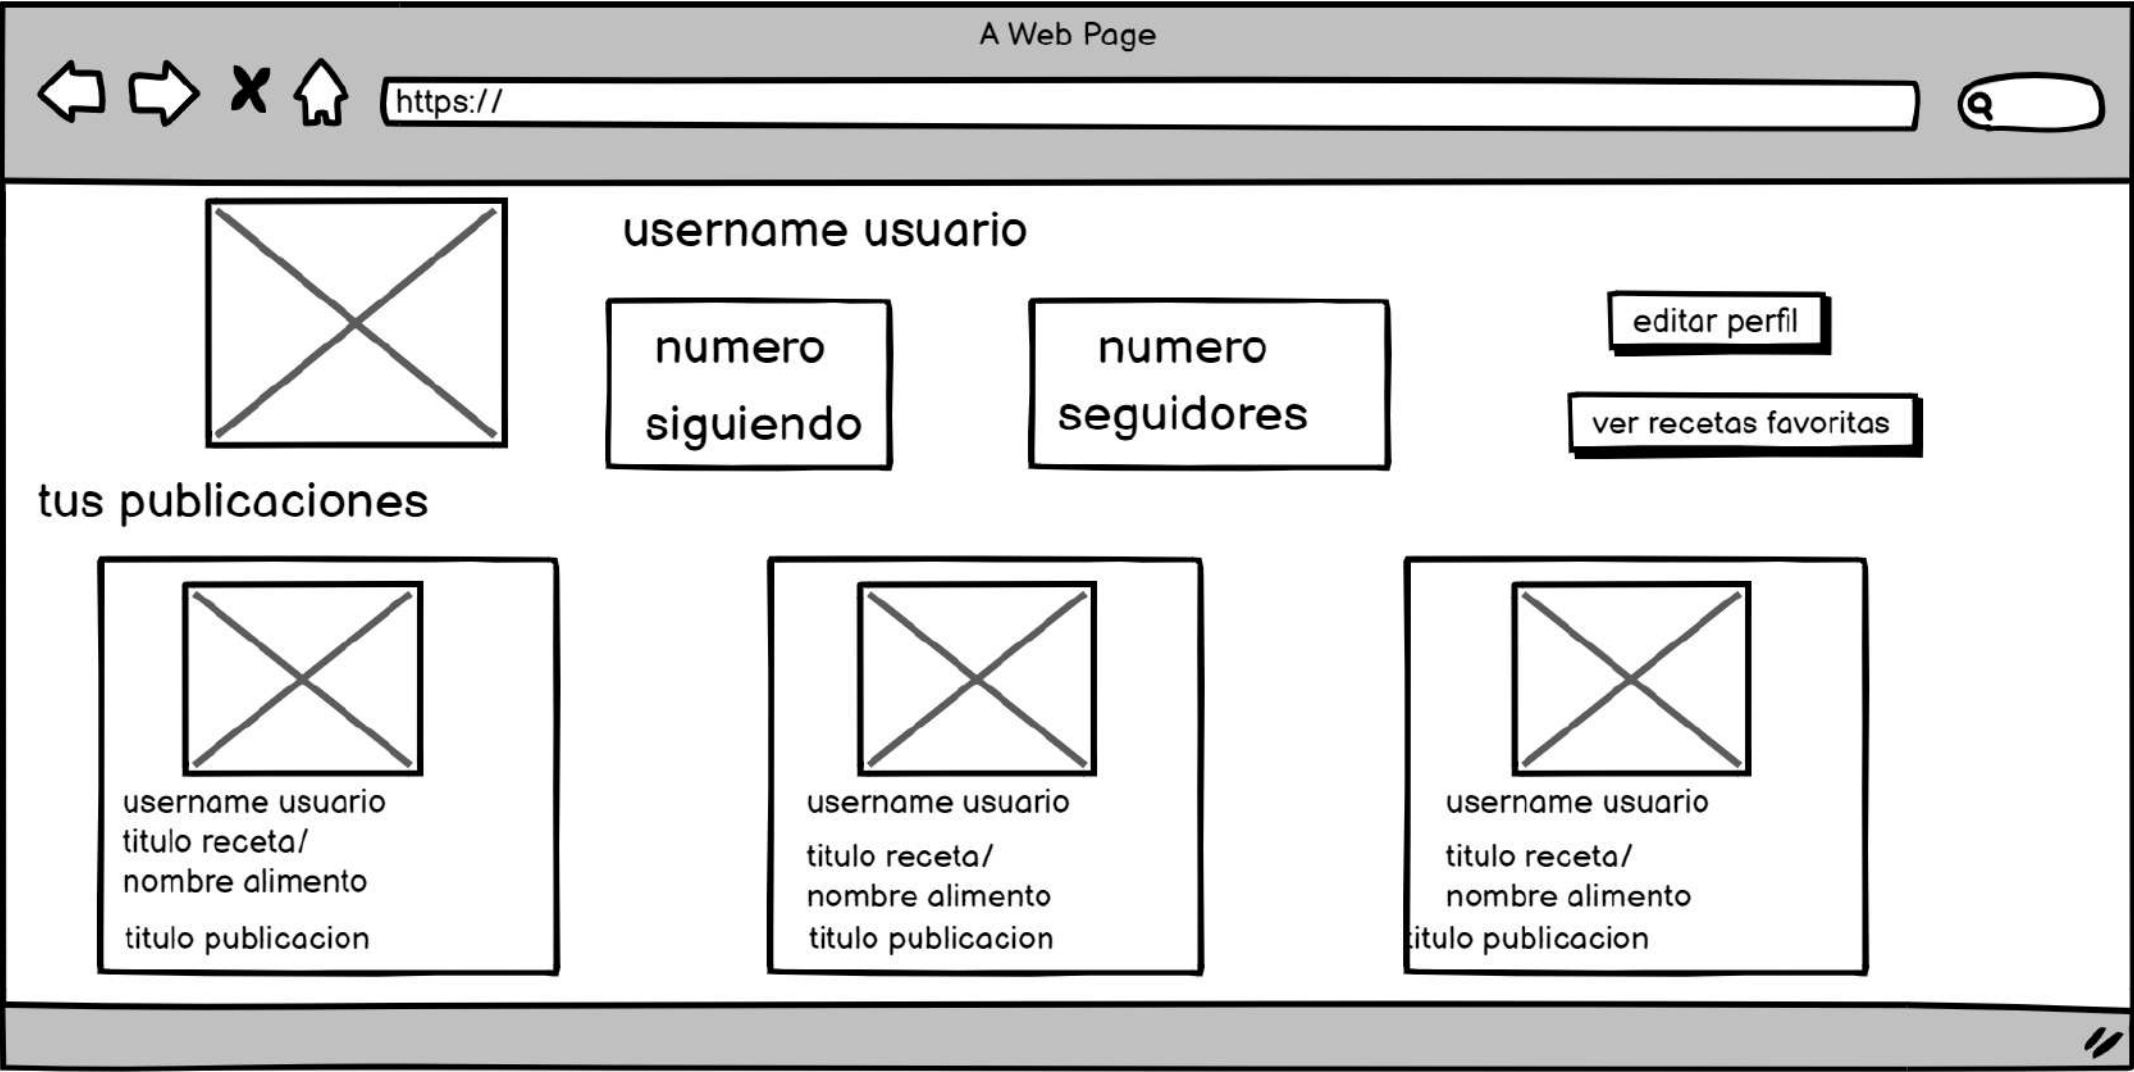 A Web Page
https://
username usuario
numero
siguiendo
numero
seguidores
editar perfil
ver recetas favoritas
tus publicaciones
username usuario
titulo receta/
nombre alimento
titulo publicacion
username usuario
titulo receta/
nombre alimento
titulo publicacion
username usuario
titulo receta/
nombre alimento
titulo publicacion